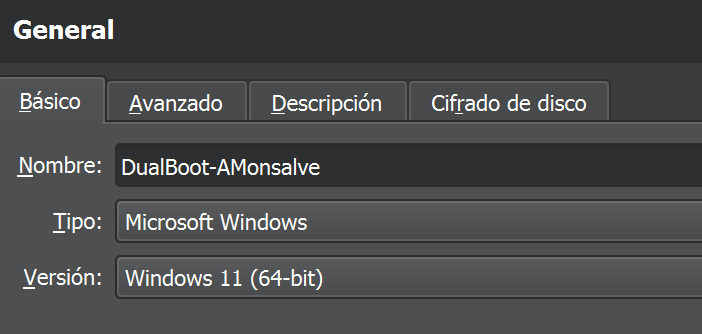 General
Básico Avanzado Descripción Cifrado de disco
Nombre: DualBoot-AMonsalve
Tipo: Microsoft Windows
Versión: Windows 11 (64-bit)